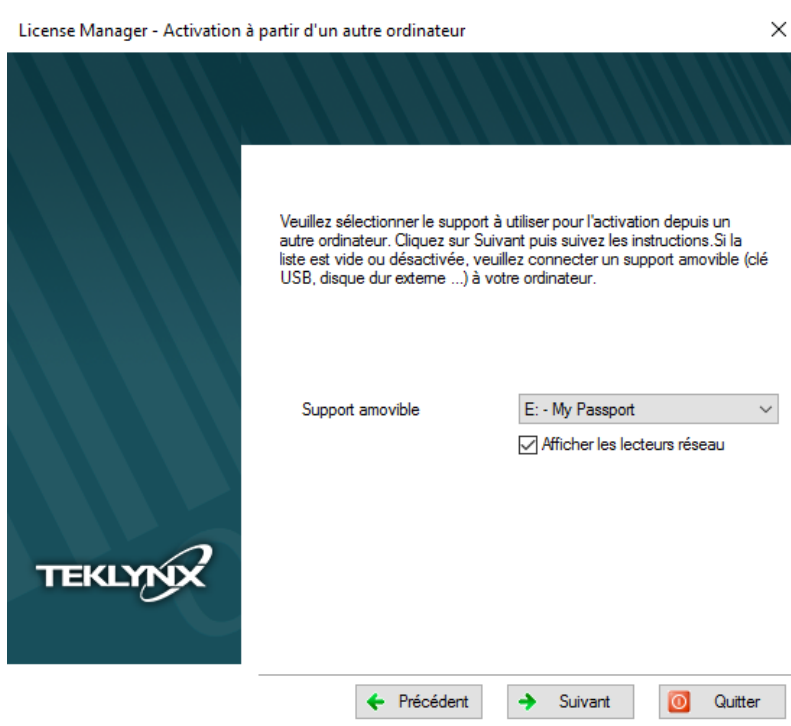 License Manager - Activation à partir d'un autre ordinateur
Veuillez sélectionner le support à utiliser pour l'activation depuis un
autre ordinateur. Cliquez sur Suivant puis suivez les instructions.Si la
liste est vide ou désactivée, veuillez connecter un support amovible (clé
USB, disque dur externe ...) à votre ordinateur.
Support amovible
E: - My Passport
Afficher les lecteurs réseau
TEKLYNX
Précédent
Suivant
Quitter